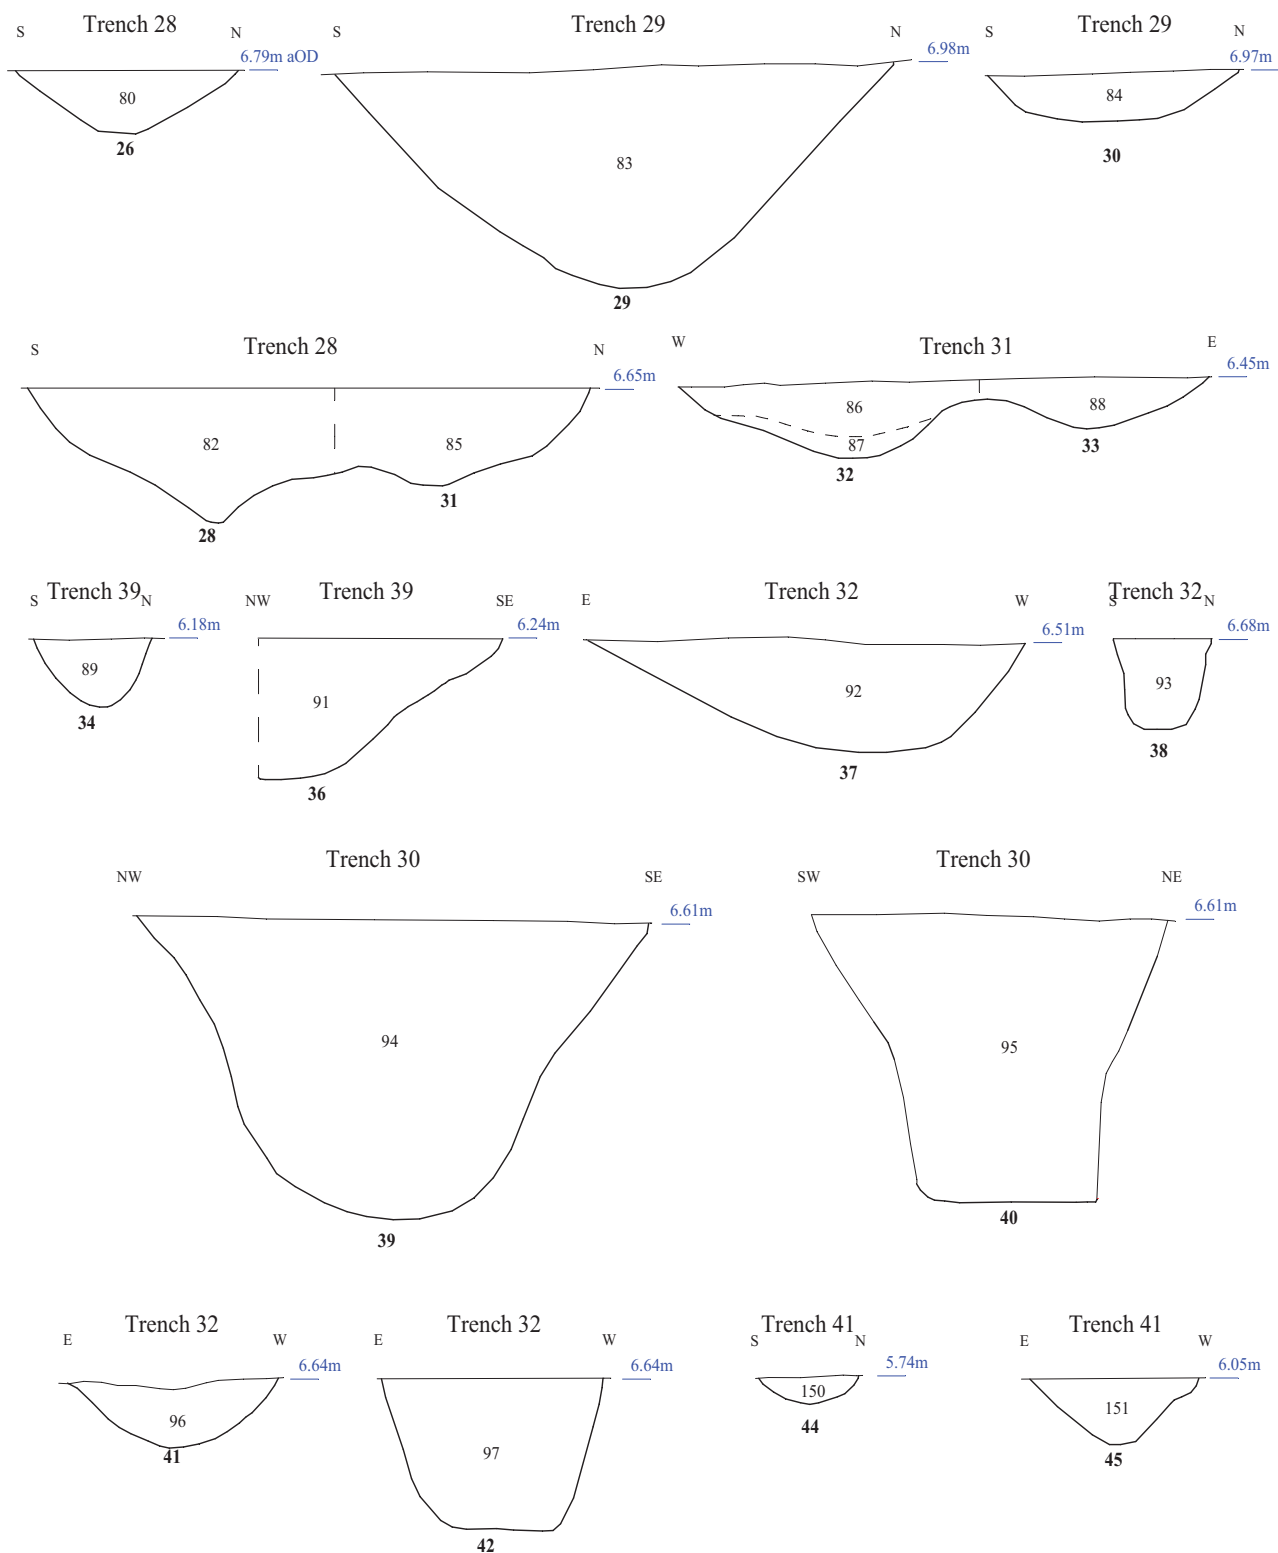 Trench 28
S N
6.79m aOD
80
26
Trench 29
S N
6.98m
83
29
Trench 29
S N
6.97m
84
30
Trench 28
S N
6.65m
82 85
31
28
Trench 31
W E
6.45m
86 88
87
33
32
Trench 39
S N
6.18m
89
34
Trench 39
NW SE
6.24m
91
36
Trench 32
E W
6.51m
92
37
Trench 32
S N
6.68m
93
38
Trench 30
NW SE
6.61m
94
39
Trench 30
SW NE
6.61m
95
40
Trench 32
E W
6.64m
96
41
Trench 32
E W
6.64m
97
42
Trench 41
S N
5.74m
150
44
Trench 41
E W
6.05m
151
45